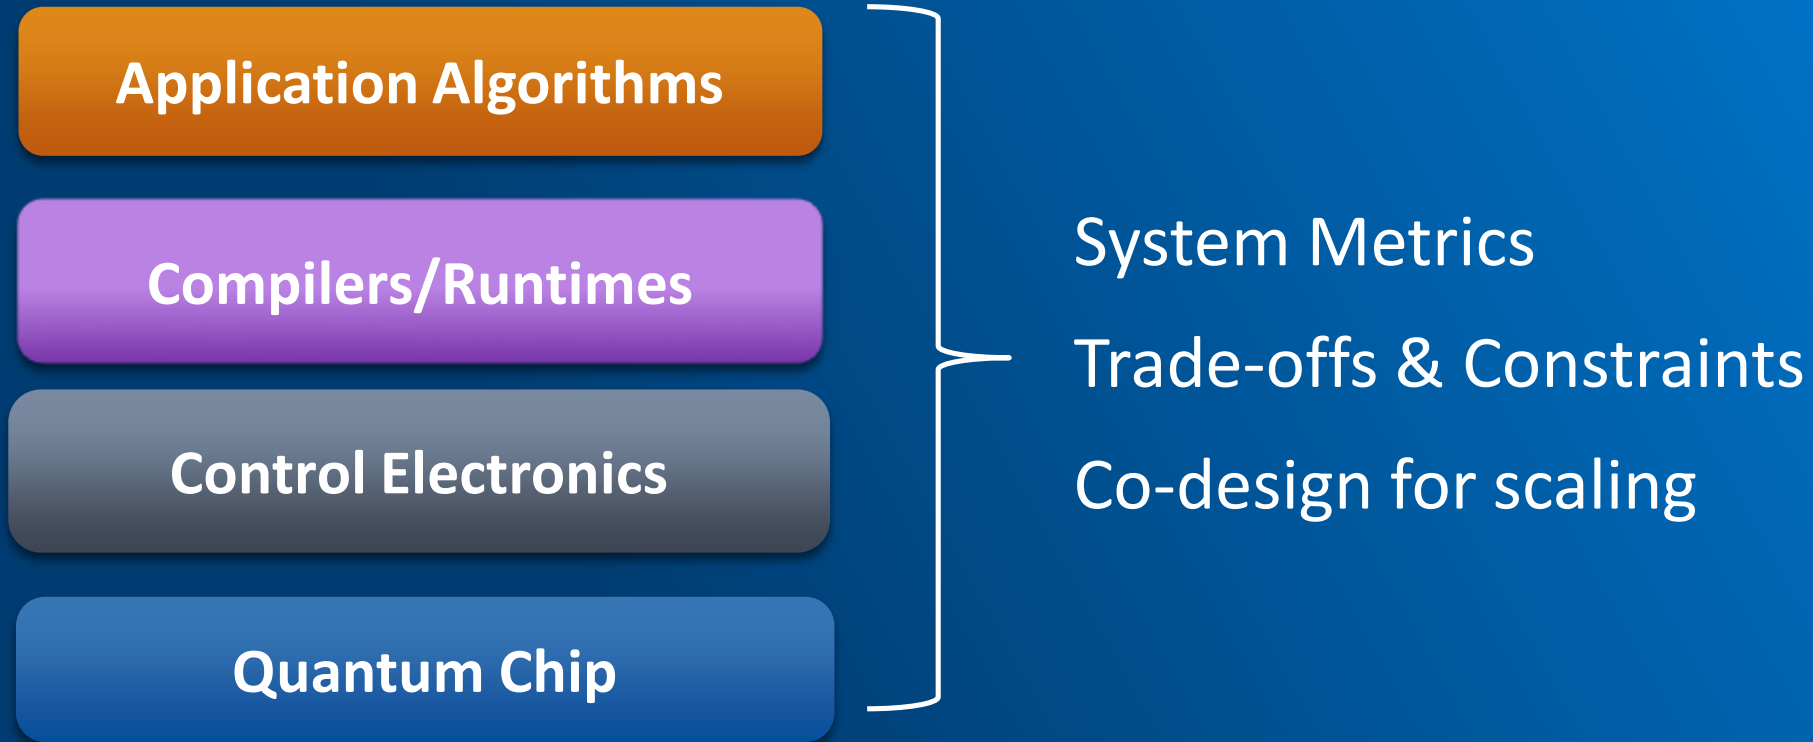 Application Algorithms
Compilers/Runtimes
Control Electronics
Quantum Chip
System Metrics
Trade-offs & Constraints
Co-design for scaling